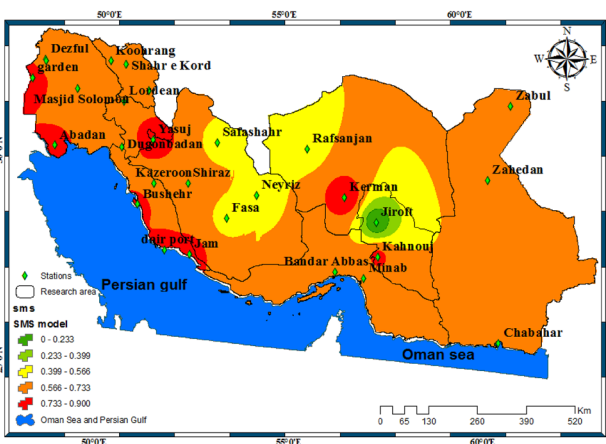 50°0'E 55°0'E 60°0'E
N
W E
S
Dezful
Koohrang
garden
Shahr e Kord
Masjid Solomon
Lordean
Zabul
Abadan
Yasuj
Dugonbadan
Safashahr
Rafsanjan
Zahedan
Kazeroon
Shiraz
Neyriz
Kerman
Bushehr
Fasa
Jiroft
dair port
Jam
Kahnouj
Bandar Abbas
Minab
Stations
Research area
Persian gulf
sms
SMS model
Chabahar
0 - 0.233
0.233 - 0.399
Oman sea
0.399 - 0.566
0.566 - 0.733
0.733 - 0.900
Oman Sea and Persian Gulf
Km
0 65 130 260 390 520
50°0'E 55°0'E 60°0'E